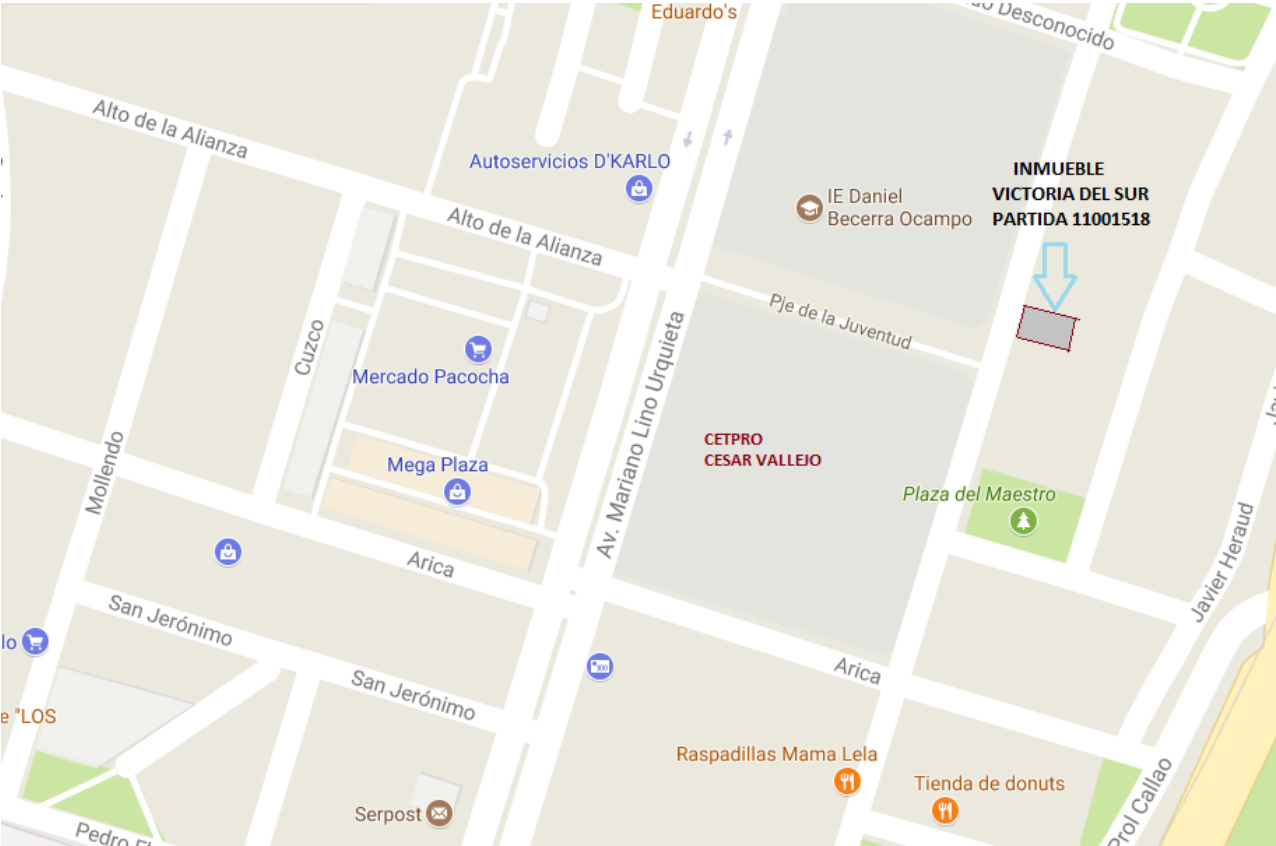 Eduardo's
Desconocido
Alto de la Alianza
Autoservicios D'KARLO
INMUEBLE
VICTORIA DEL SUR
PARTIDA 11001518
IE Daniel
Becerra Ocampo
Alto de la Alianza
Pje de la Juventud
Cuzco
Av. Mariano Lino Urquieta
Mercado Pacocha
CETPRO
CESAR VALLEJO
Mega Plaza
Mollendo
Plaza del Maestro
Arica
Javier Heraud
San Jerónimo
lo
Arica
San Jerónimo
e "LOS
Raspadillas Mama Lela
Tienda de donuts
Prol Callao
Serpost
Pedro